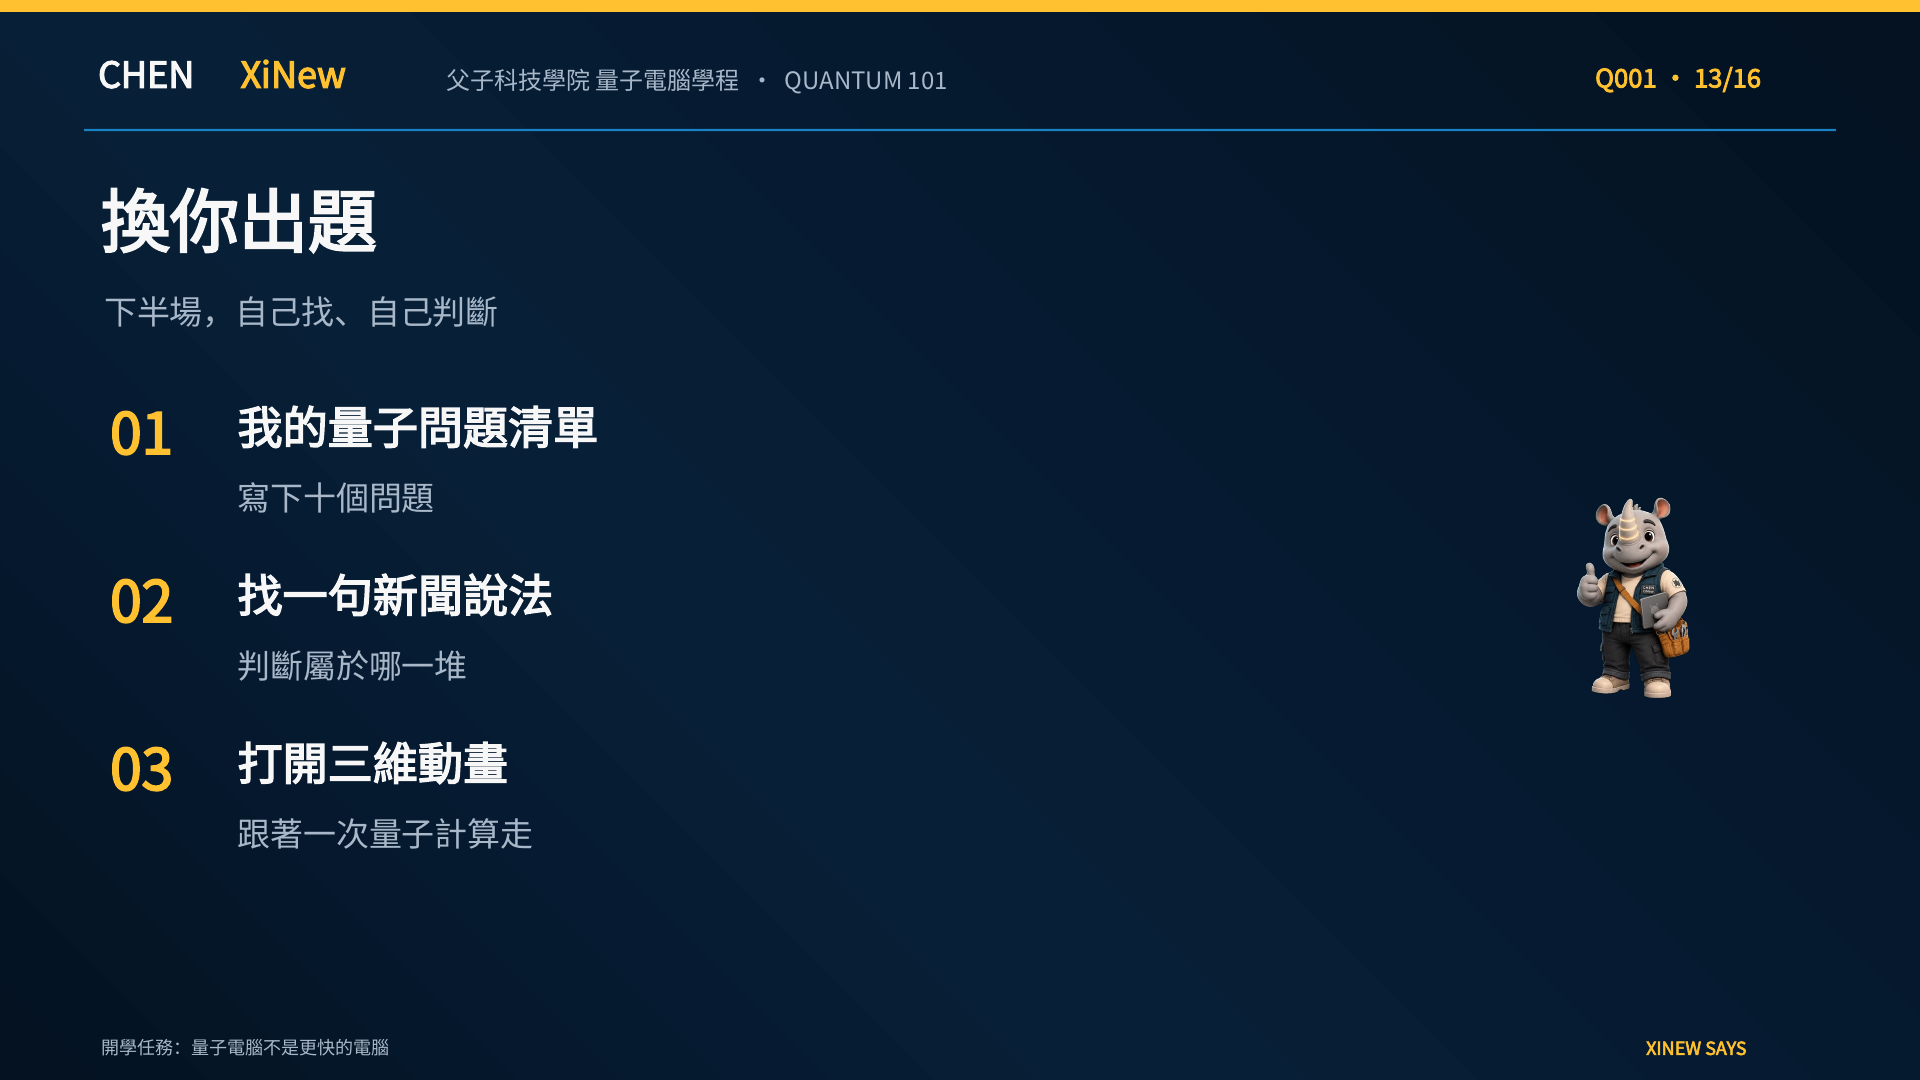 CHEN XiNew 父子科技學院 量子電腦學程 · QUANTUM 101 Q001 · 13/16
換你出題
下半場，自己找、自己判斷
01 我的量子問題清單
寫下十個問題
02 找一句新聞說法
判斷屬於哪一堆
03 打開三維動畫
跟著一次量子計算走
開學任務：量子電腦不是更快的電腦 XINEW SAYS